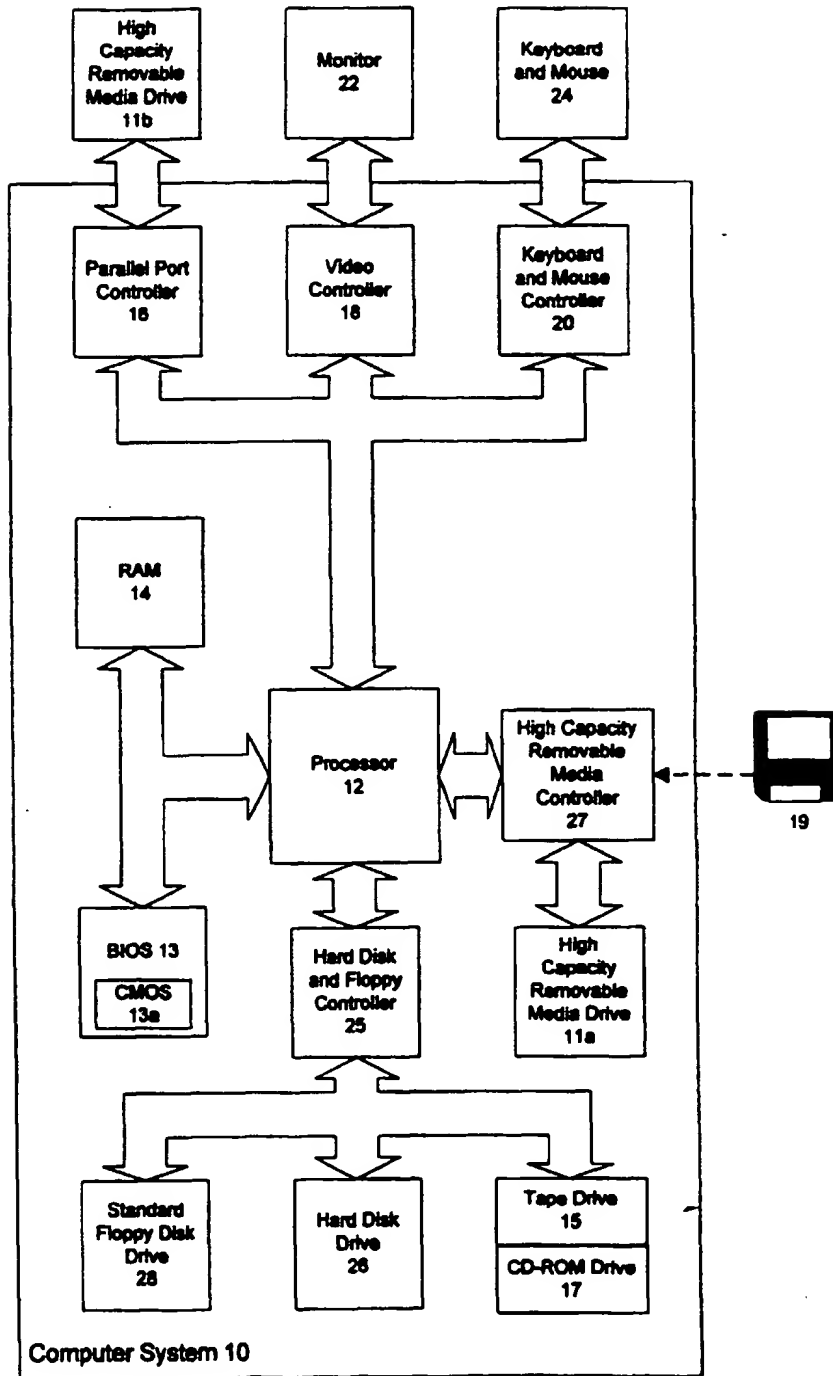 High
Capacity
Removable
Media Drive
11b
Monitor
22
Keyboard
and Mouse
24
Parallel Port
Controller
16
Video
Controller
18
Keyboard
and Mouse
Controller
20
RAM
14
Processor
12
High Capacity
Removable
Media
Controller
27
19
BIOS 13
CMOS
13a
Hard Disk
and Floppy
Controller
25
High
Capacity
Removable
Media Drive
11a
Standard
Floppy Disk
Drive
28
Hard Disk
Drive
26
Tape Drive
15
CD-ROM Drive
17
Computer System 10